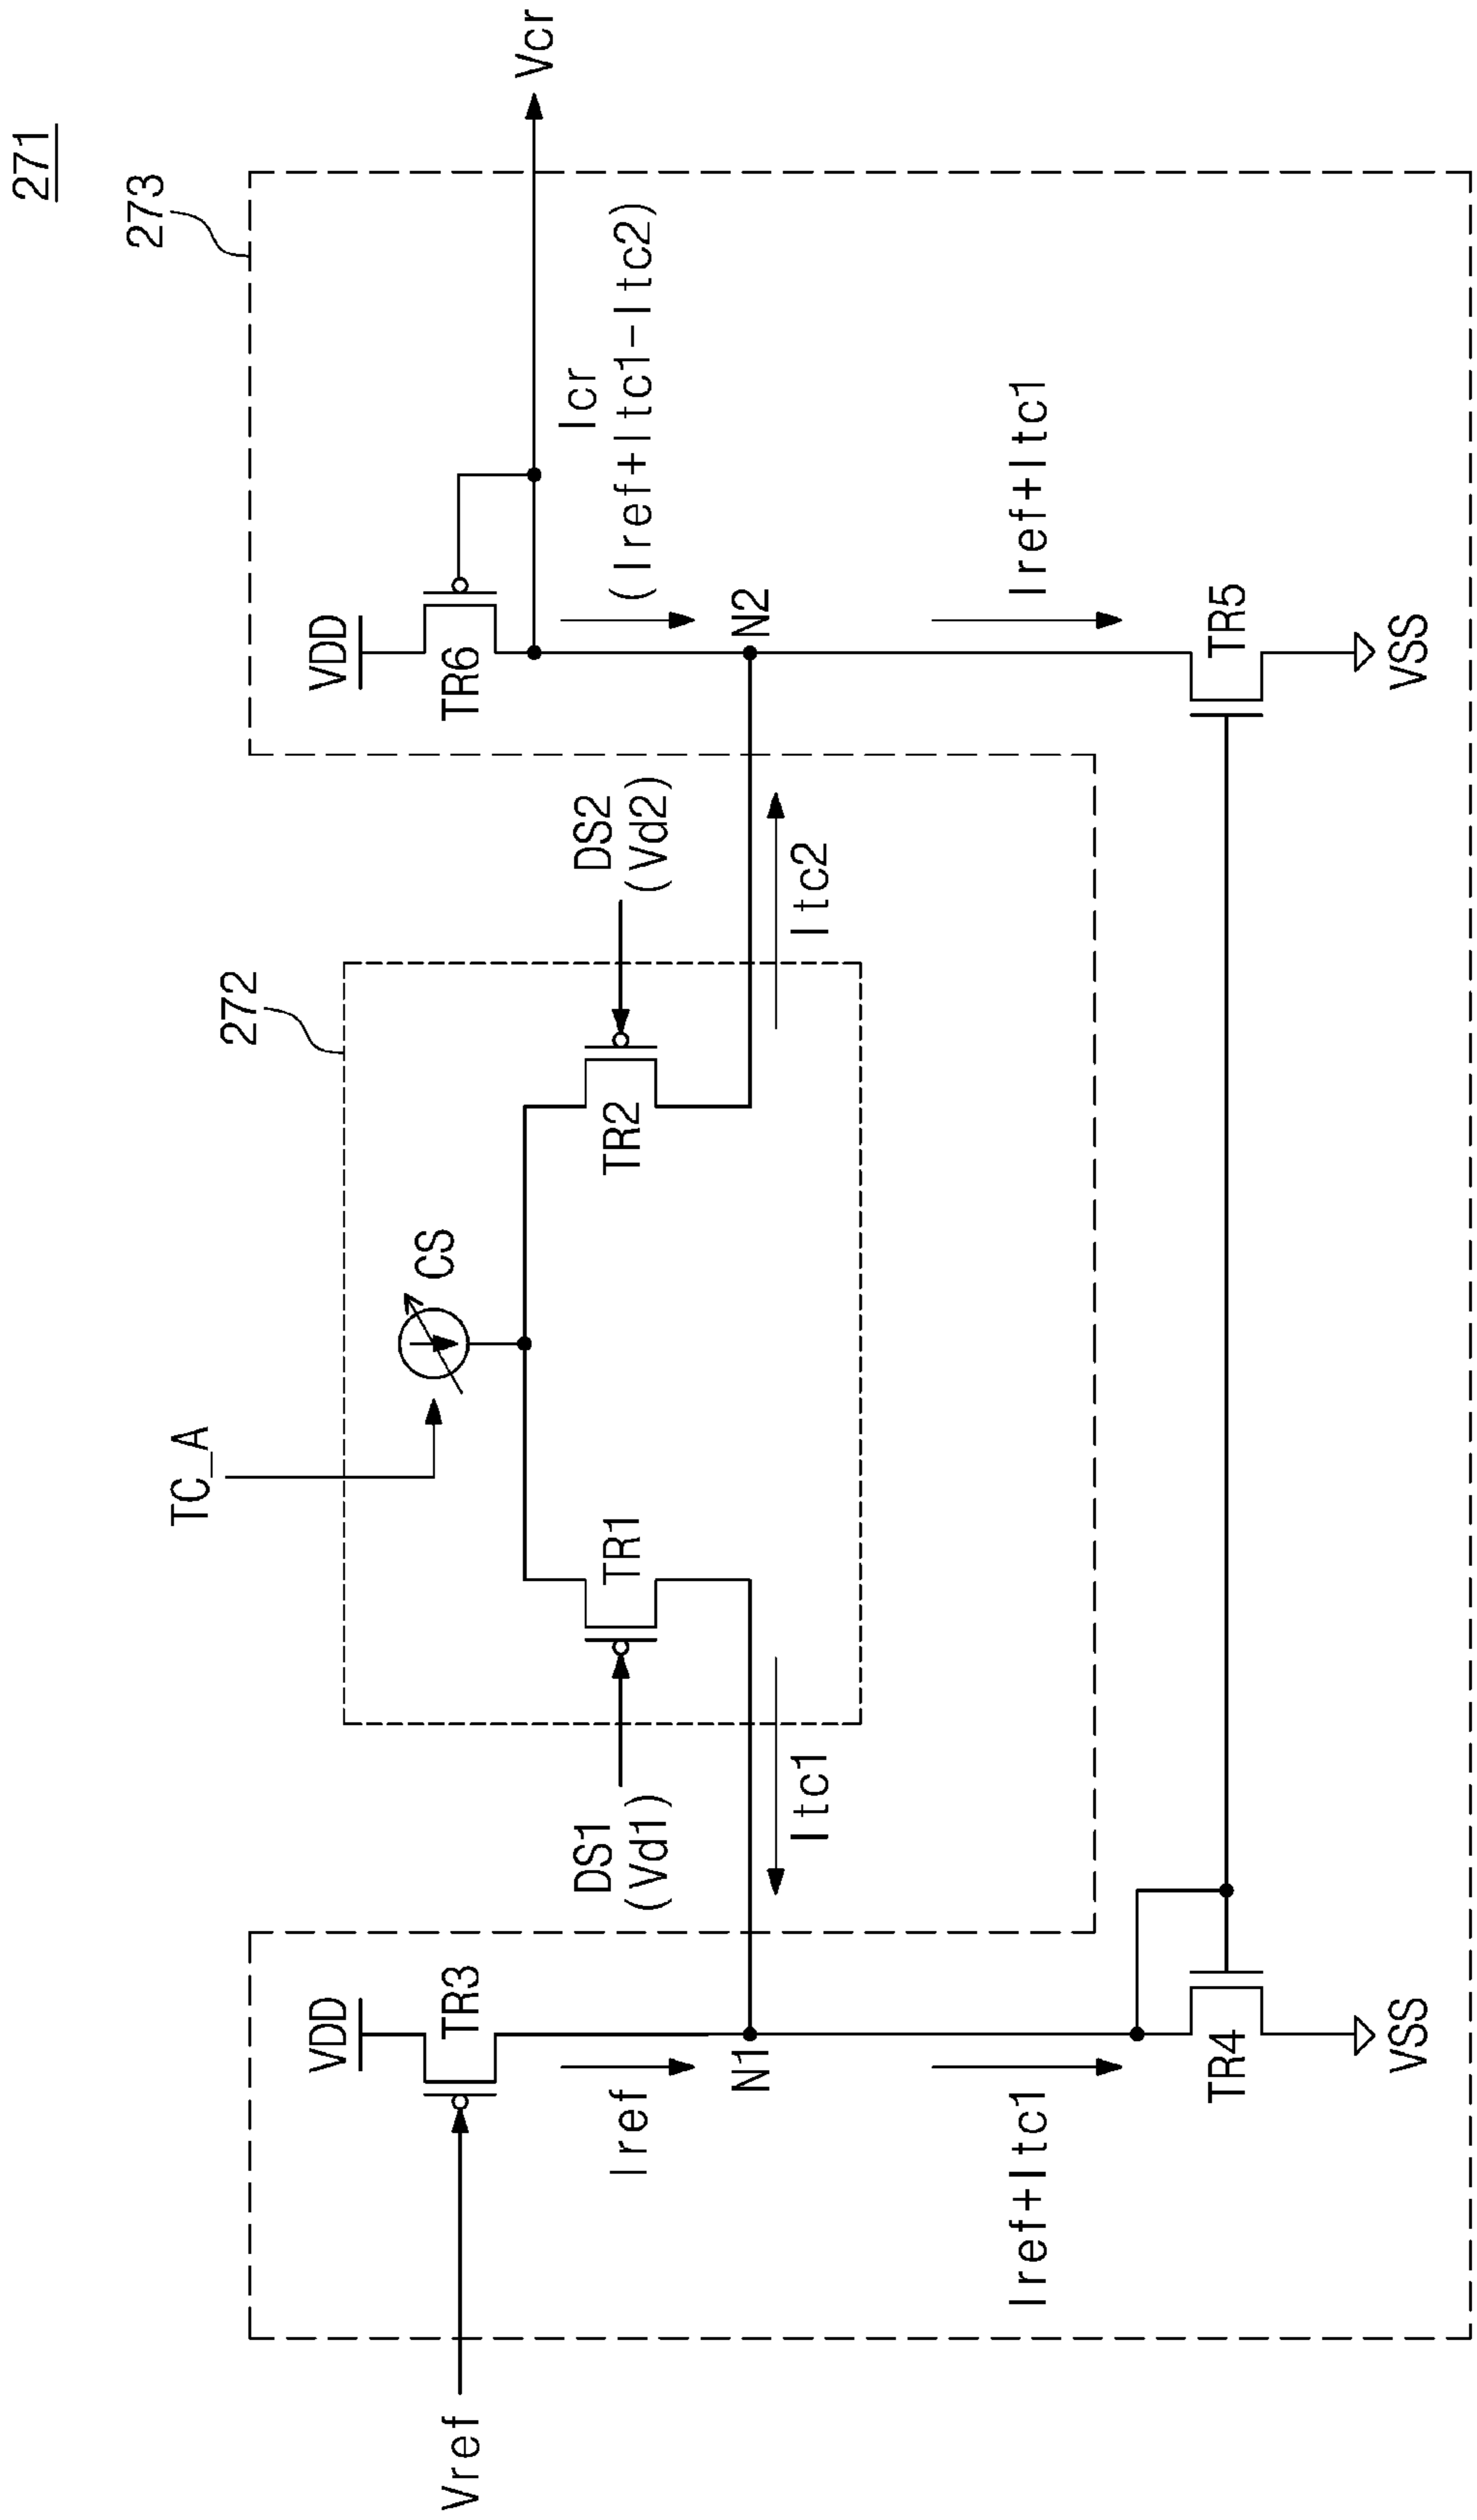 271
273
272
TC_A
VDD
VDD
CS
Vref
TR3
TR6
Vcr
DS1
(Vd1)
TR1
TR2
DS2
(Vd2)
Iref
Icr
(Iref+Itc1-Itc2)
N1
N2
Itc1
Itc2
Iref+Itc1
Iref+Itc1
TR4
TR5
VSS
VSS